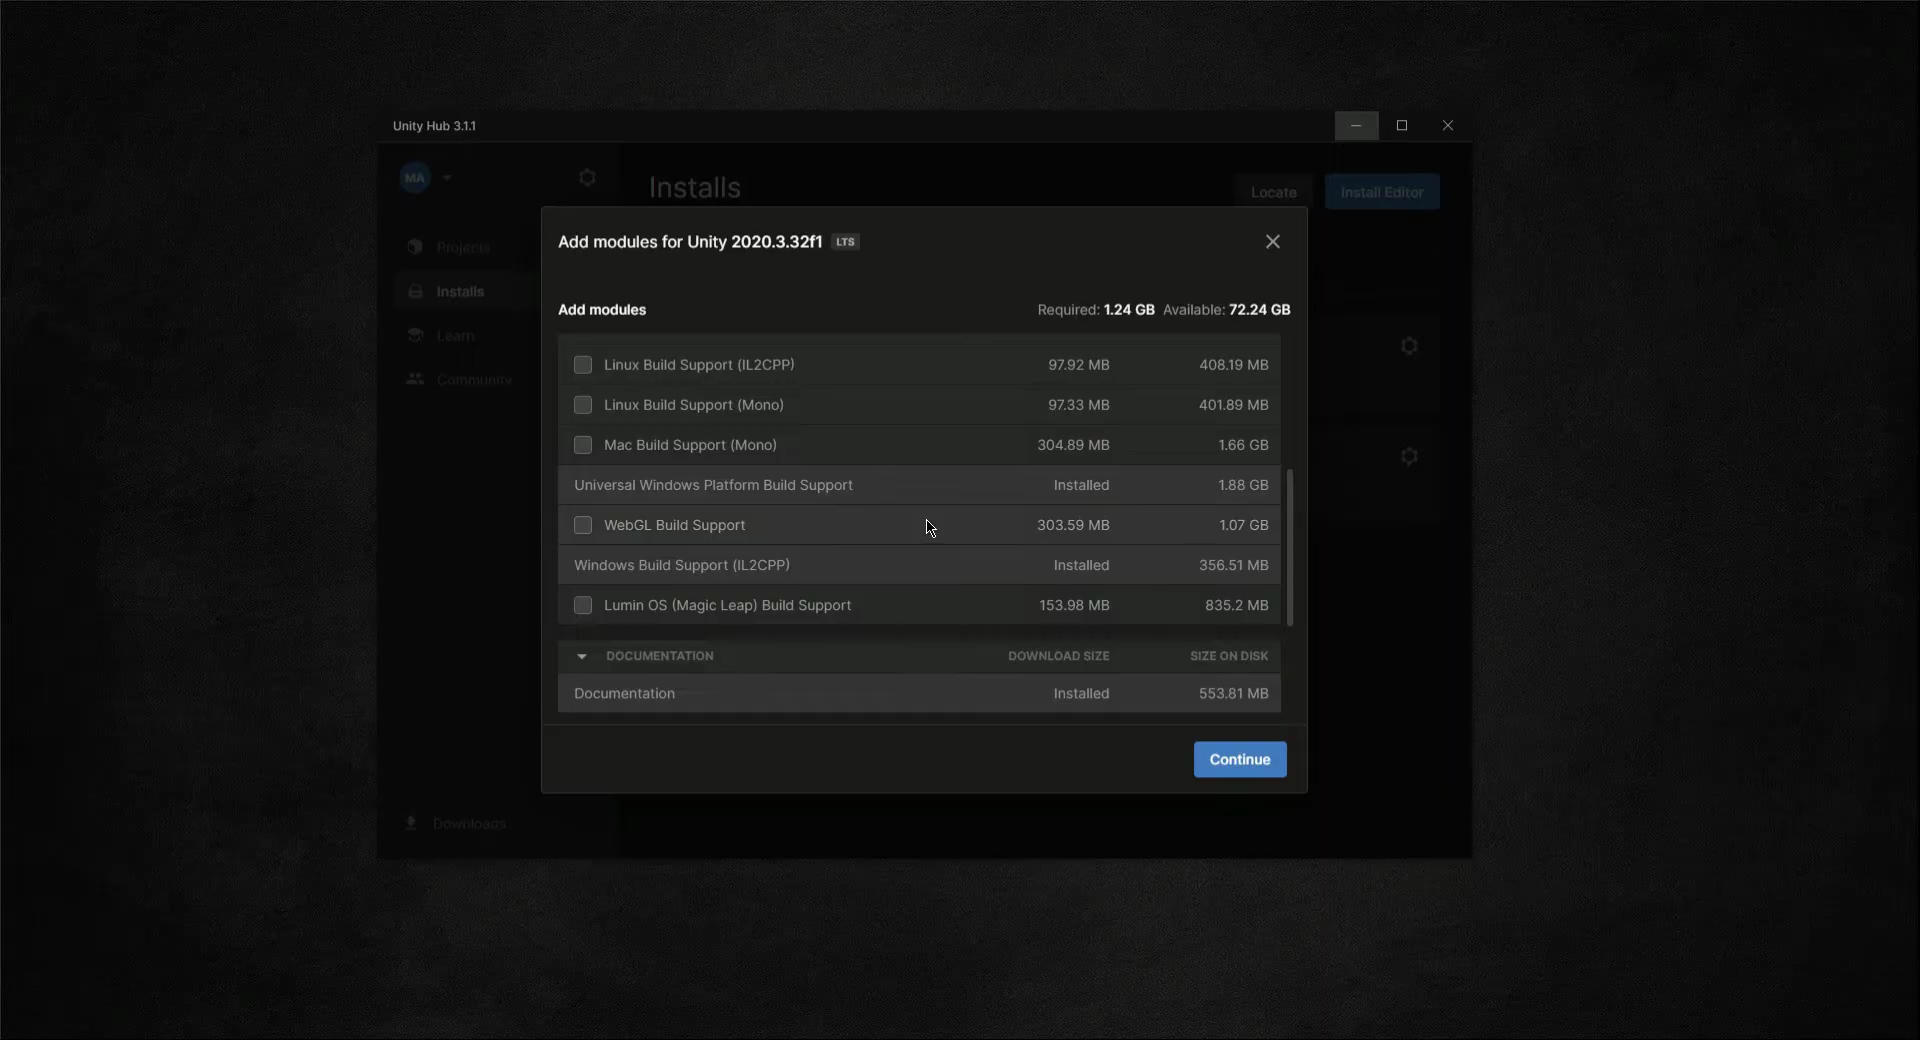 Unity Hub 3.1.1
MA
Installs
Locate
Install Editor
Projects
Installs
Learn
Community
Downloads
Add modules for Unity 2020.3.32f1 LTS
Add modules
Required: 1.24 GB Available: 72.24 GB
Linux Build Support (IL2CPP) 97.92 MB 408.19 MB
Linux Build Support (Mono) 97.33 MB 401.89 MB
Mac Build Support (Mono) 304.89 MB 1.66 GB
Universal Windows Platform Build Support Installed 1.88 GB
WebGL Build Support 303.59 MB 1.07 GB
Windows Build Support (IL2CPP) Installed 356.51 MB
Lumin OS (Magic Leap) Build Support 153.98 MB 835.2 MB
DOCUMENTATION DOWNLOAD SIZE SIZE ON DISK
Documentation Installed 553.81 MB
Continue